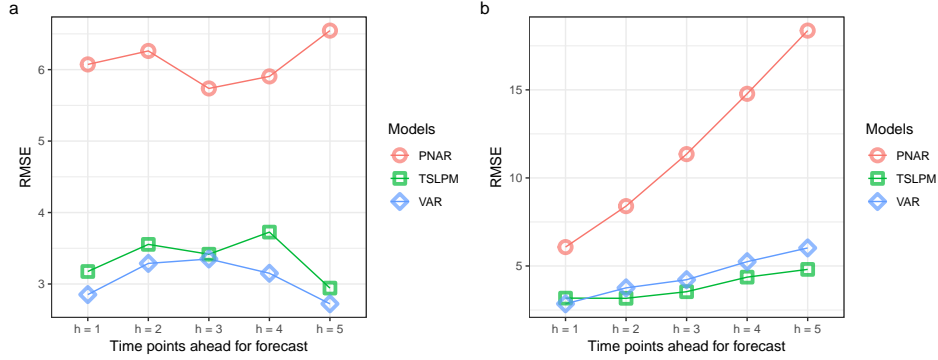 a
RMSE
6
5
4
3
h = 1 h = 2 h = 3 h = 4 h = 5
Time points ahead for forecast
Models
PNAR
TSLPM
VAR
b
RMSE
15
10
5
h = 1 h = 2 h = 3 h = 4 h = 5
Time points ahead for forecast
Models
PNAR
TSLPM
VAR